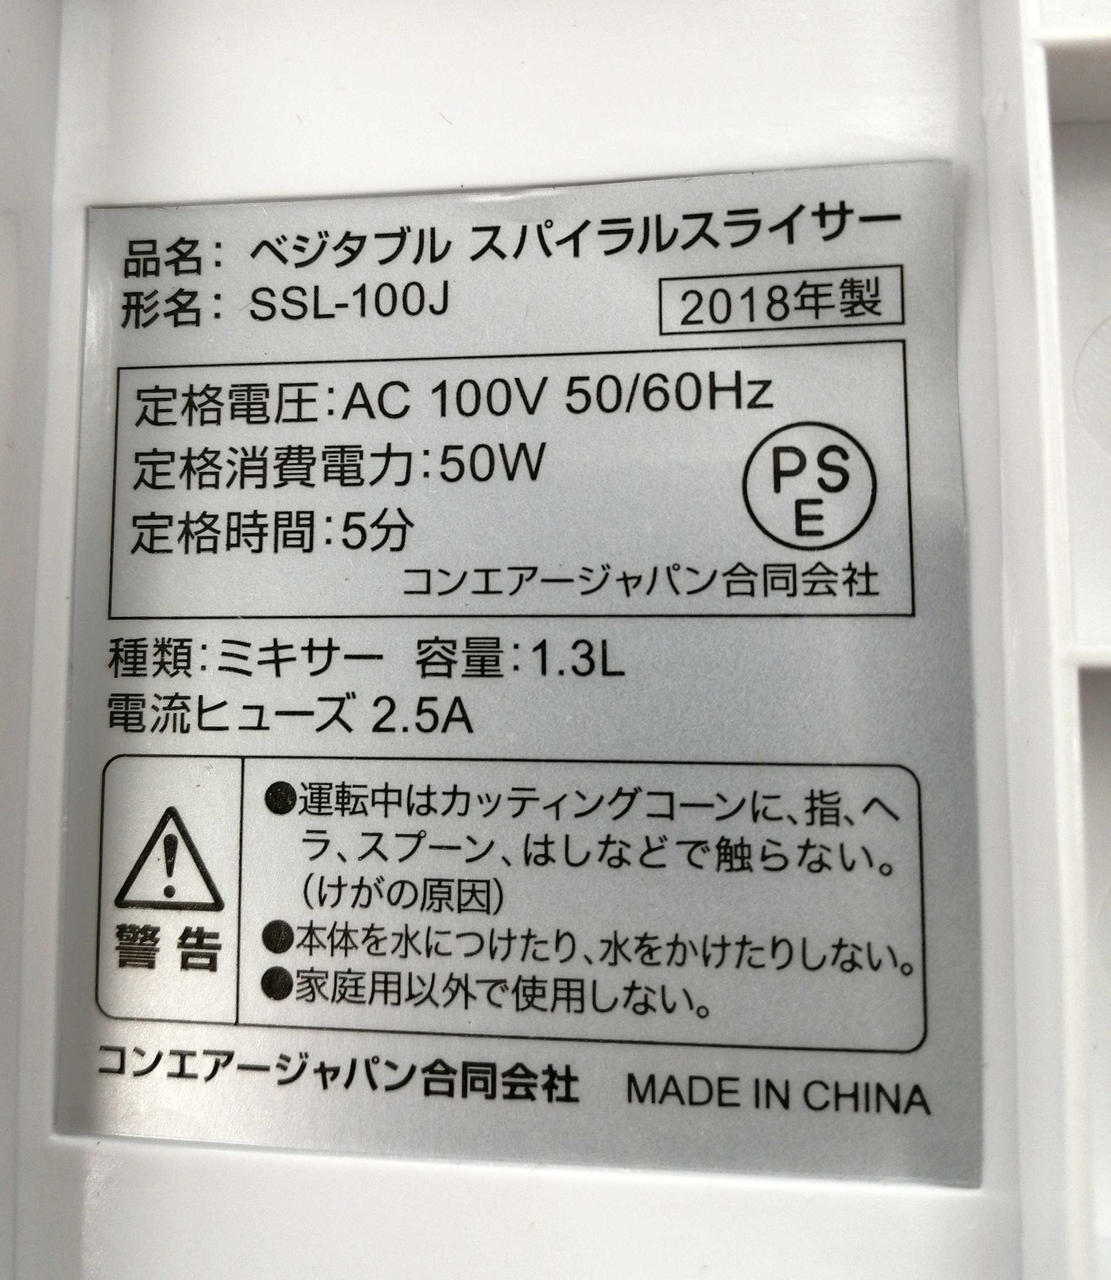 品名： ベジタブル スパイラルスライサー
形名： SSL-100J
2018年製
定格電圧：AC 100V 50/60Hz
定格消費電力：50W
定格時間：5分
PS
E
コンエアージャパン合同会社
種類：ミキサー 容量：1.3L
電流ヒューズ 2.5A
警告
●運転中はカッティングコーンに、指、ヘ
ラ、スプーン、はしなどで触らない。
（けがの原因）
●本体を水につけたり、水をかけたりしない。
●家庭用以外で使用しない。
コンエアージャパン合同会社 MADE IN CHINA